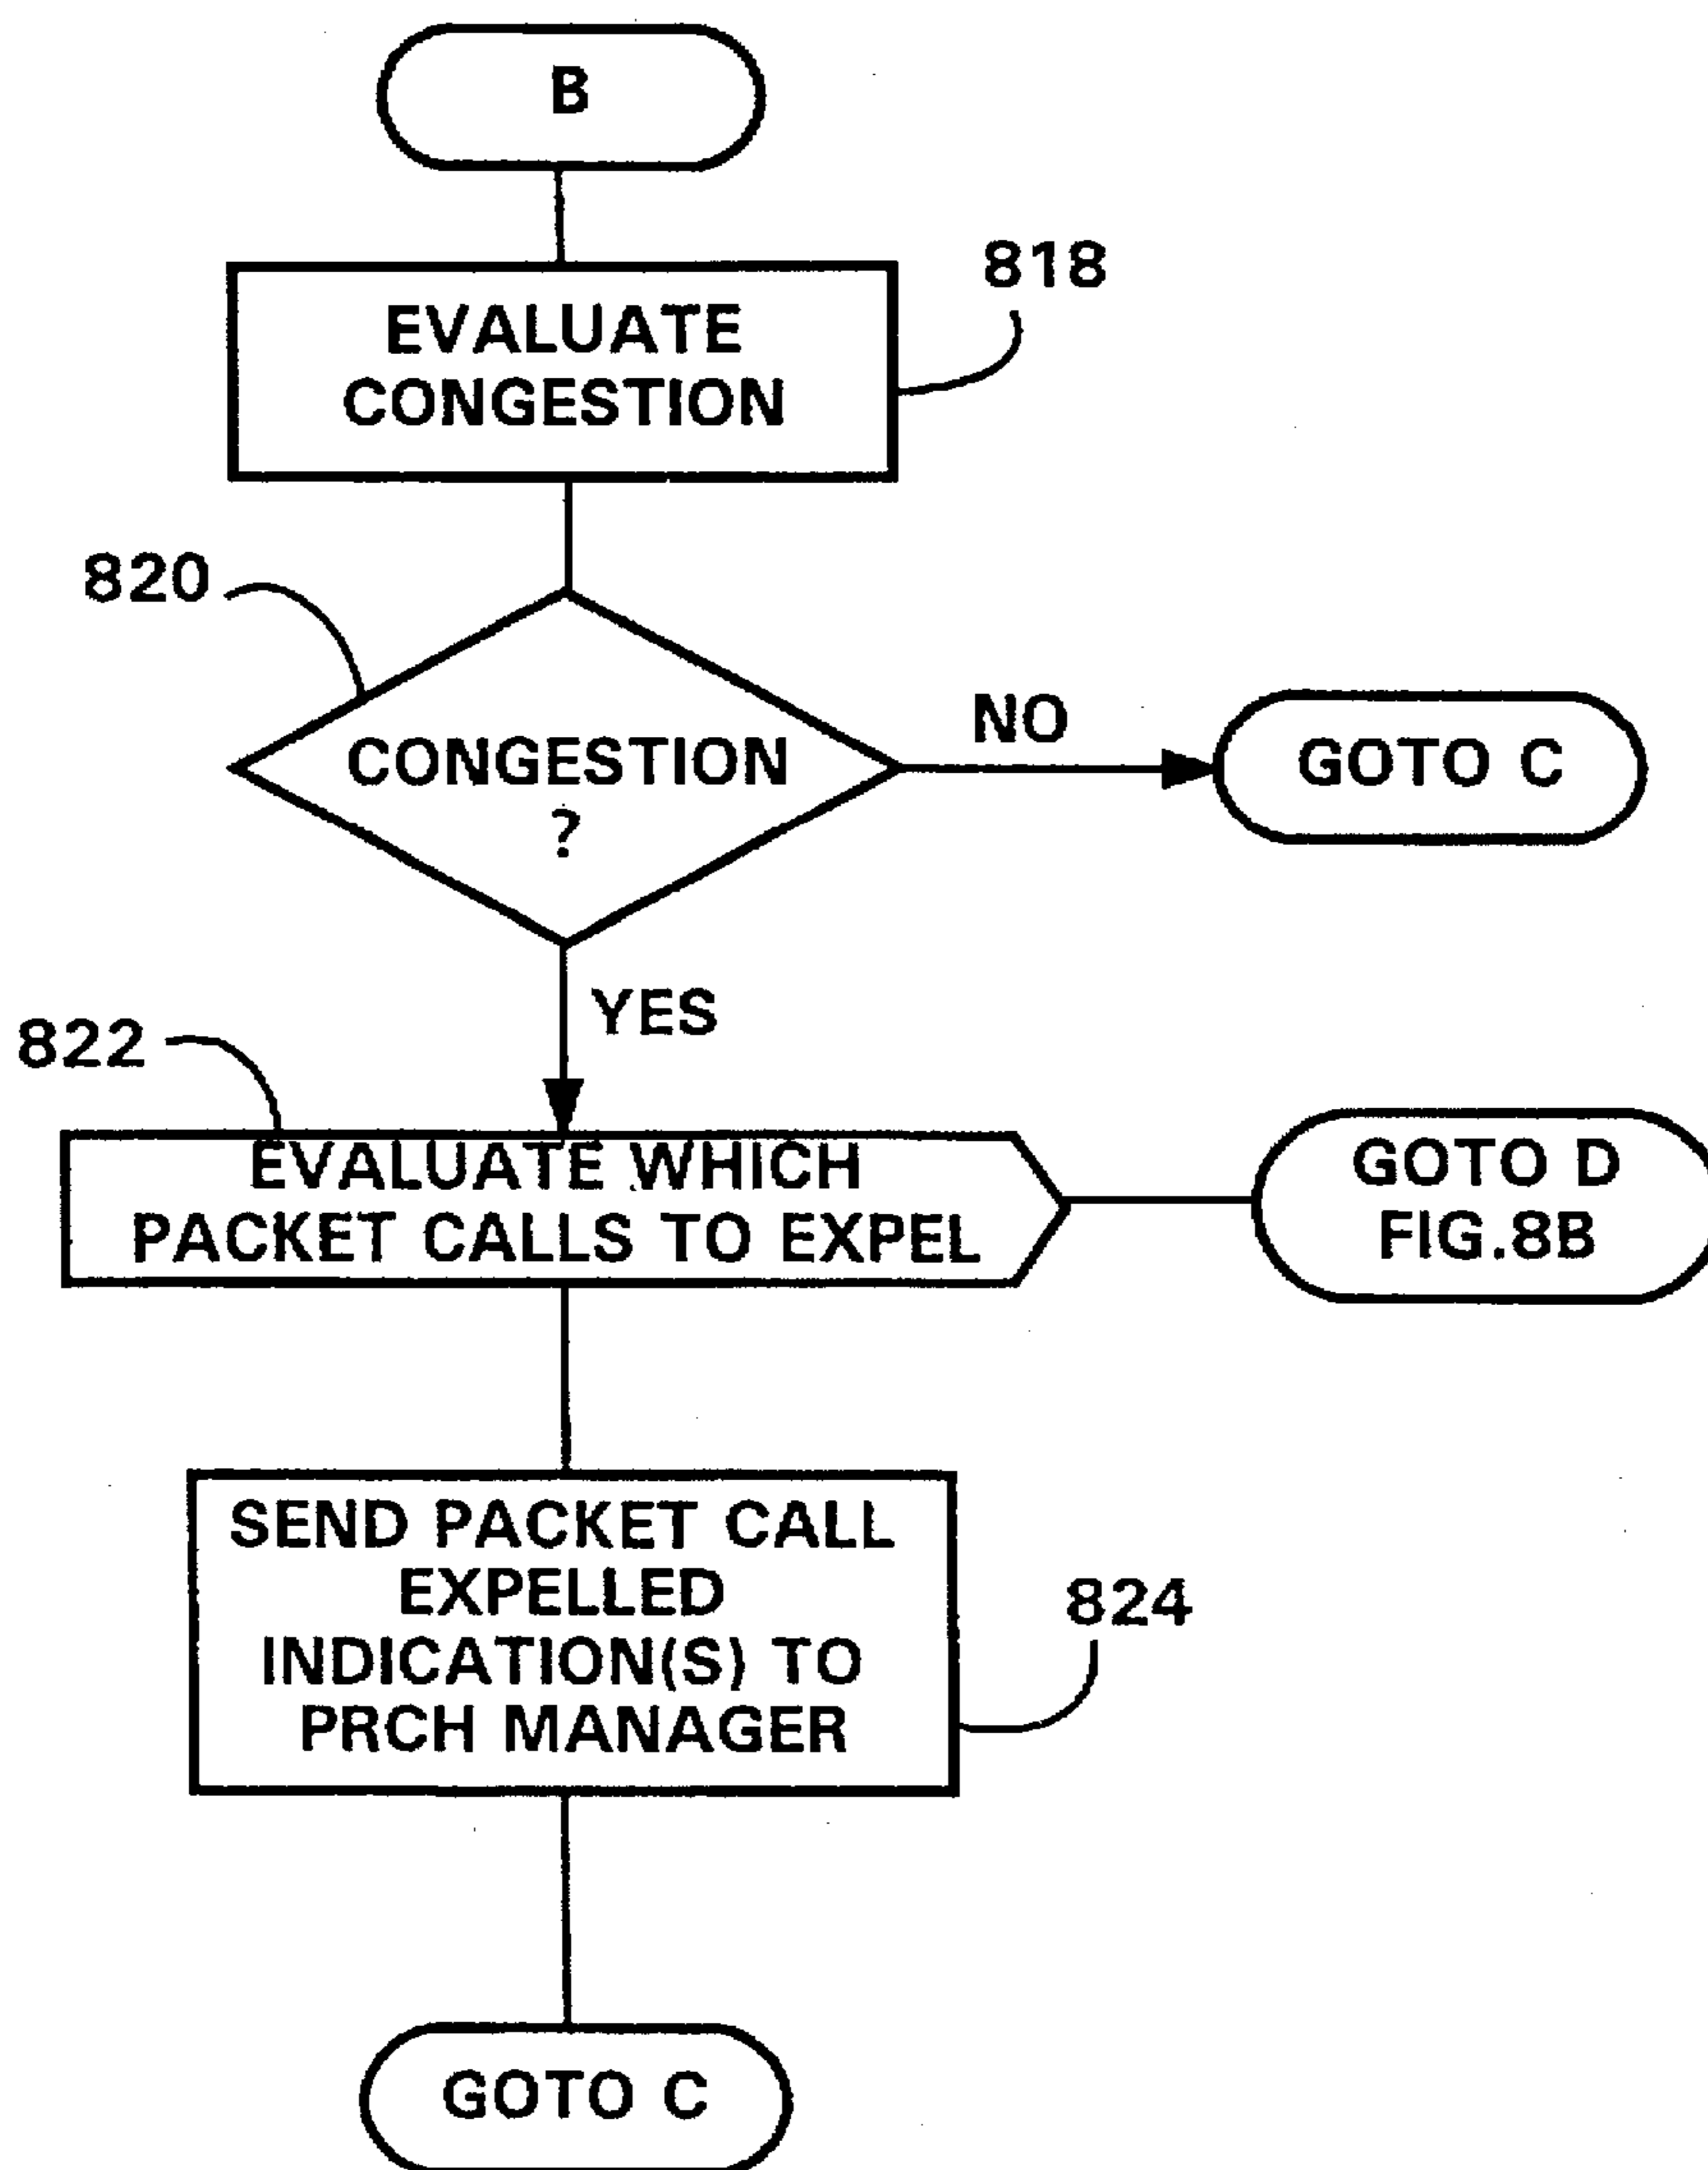 B
818
EVALUATE
CONGESTION
820
CONGESTION
?
NO
GOTO C
YES
822
EVALUATE WHICH
PACKET CALLS TO EXPEL
GOTO D
FIG.8B
SEND PACKET CALL
EXPELLED
INDICATION(S) TO
PRCH MANAGER
824
GOTO C